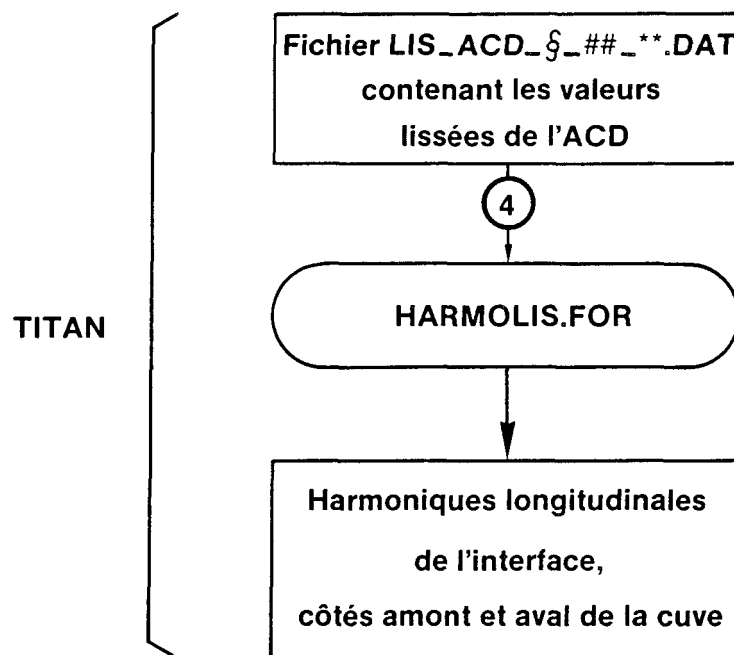 Fichier LIS_ACD_§_##_**.DAT
contenant les valeurs
lissées de l'ACD
4
TITAN
HARMOLIS.FOR
Harmoniques longitudinales
de l'interface,
côtés amont et aval de la cuve